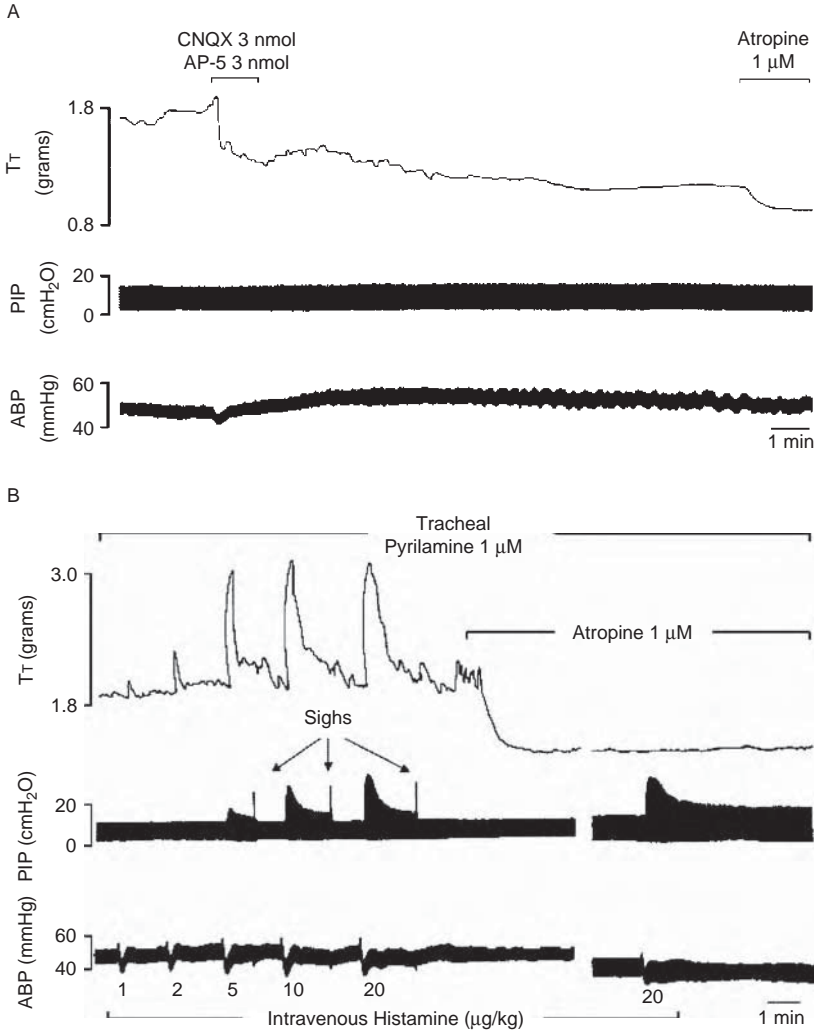 A
CNQX 3 nmol
AP-5 3 nmol
Atropine
1 μM
1.8
TT
(grams)
0.8
20
PIP
(cmH2O)
0
60
ABP
(mmHg)
40
1 min
B
Tracheal
Pyrilamine 1 μM
3.0
TT (grams)
Atropine 1 μM
1.8
Sighs
PIP (cmH2O)
20
0
ABP (mmHg)
60
40
1 2 5 10 20 20
1 min
Intravenous Histamine (μg/kg)